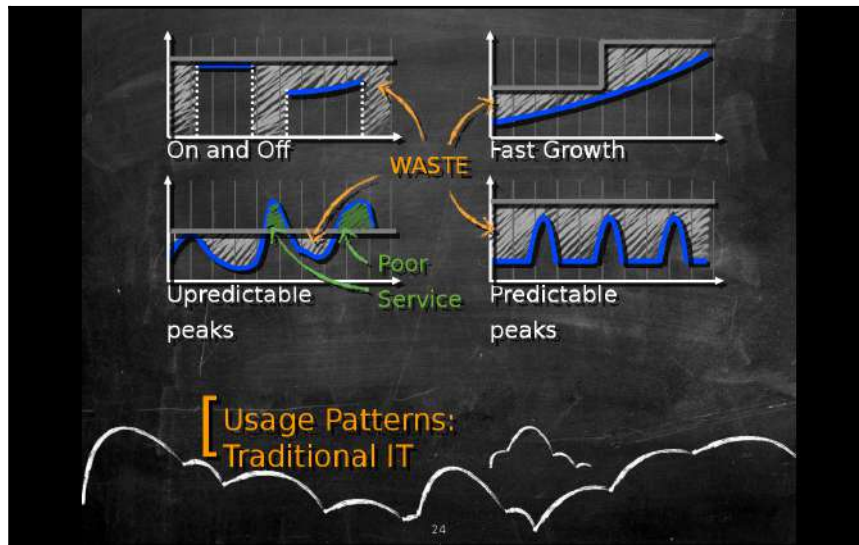 On and Off
Fast Growth
WASTE
Upredictable
peaks
Poor
Service
Predictable
peaks
Usage Patterns:
Traditional IT
24